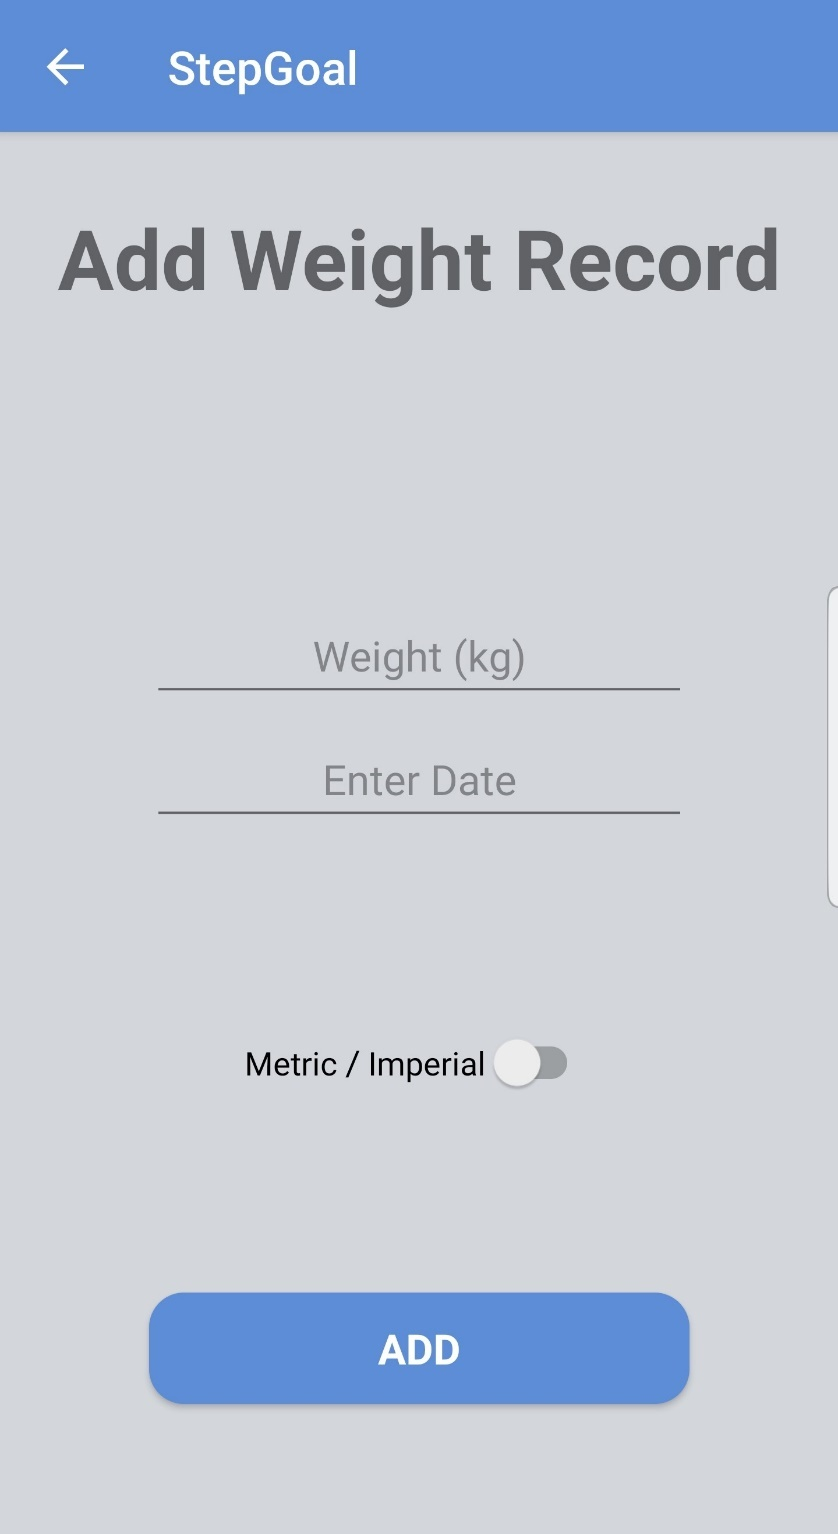 StepGoal
Add Weight Record
Weight (kg)
Enter Date
Metric / Imperial
ADD